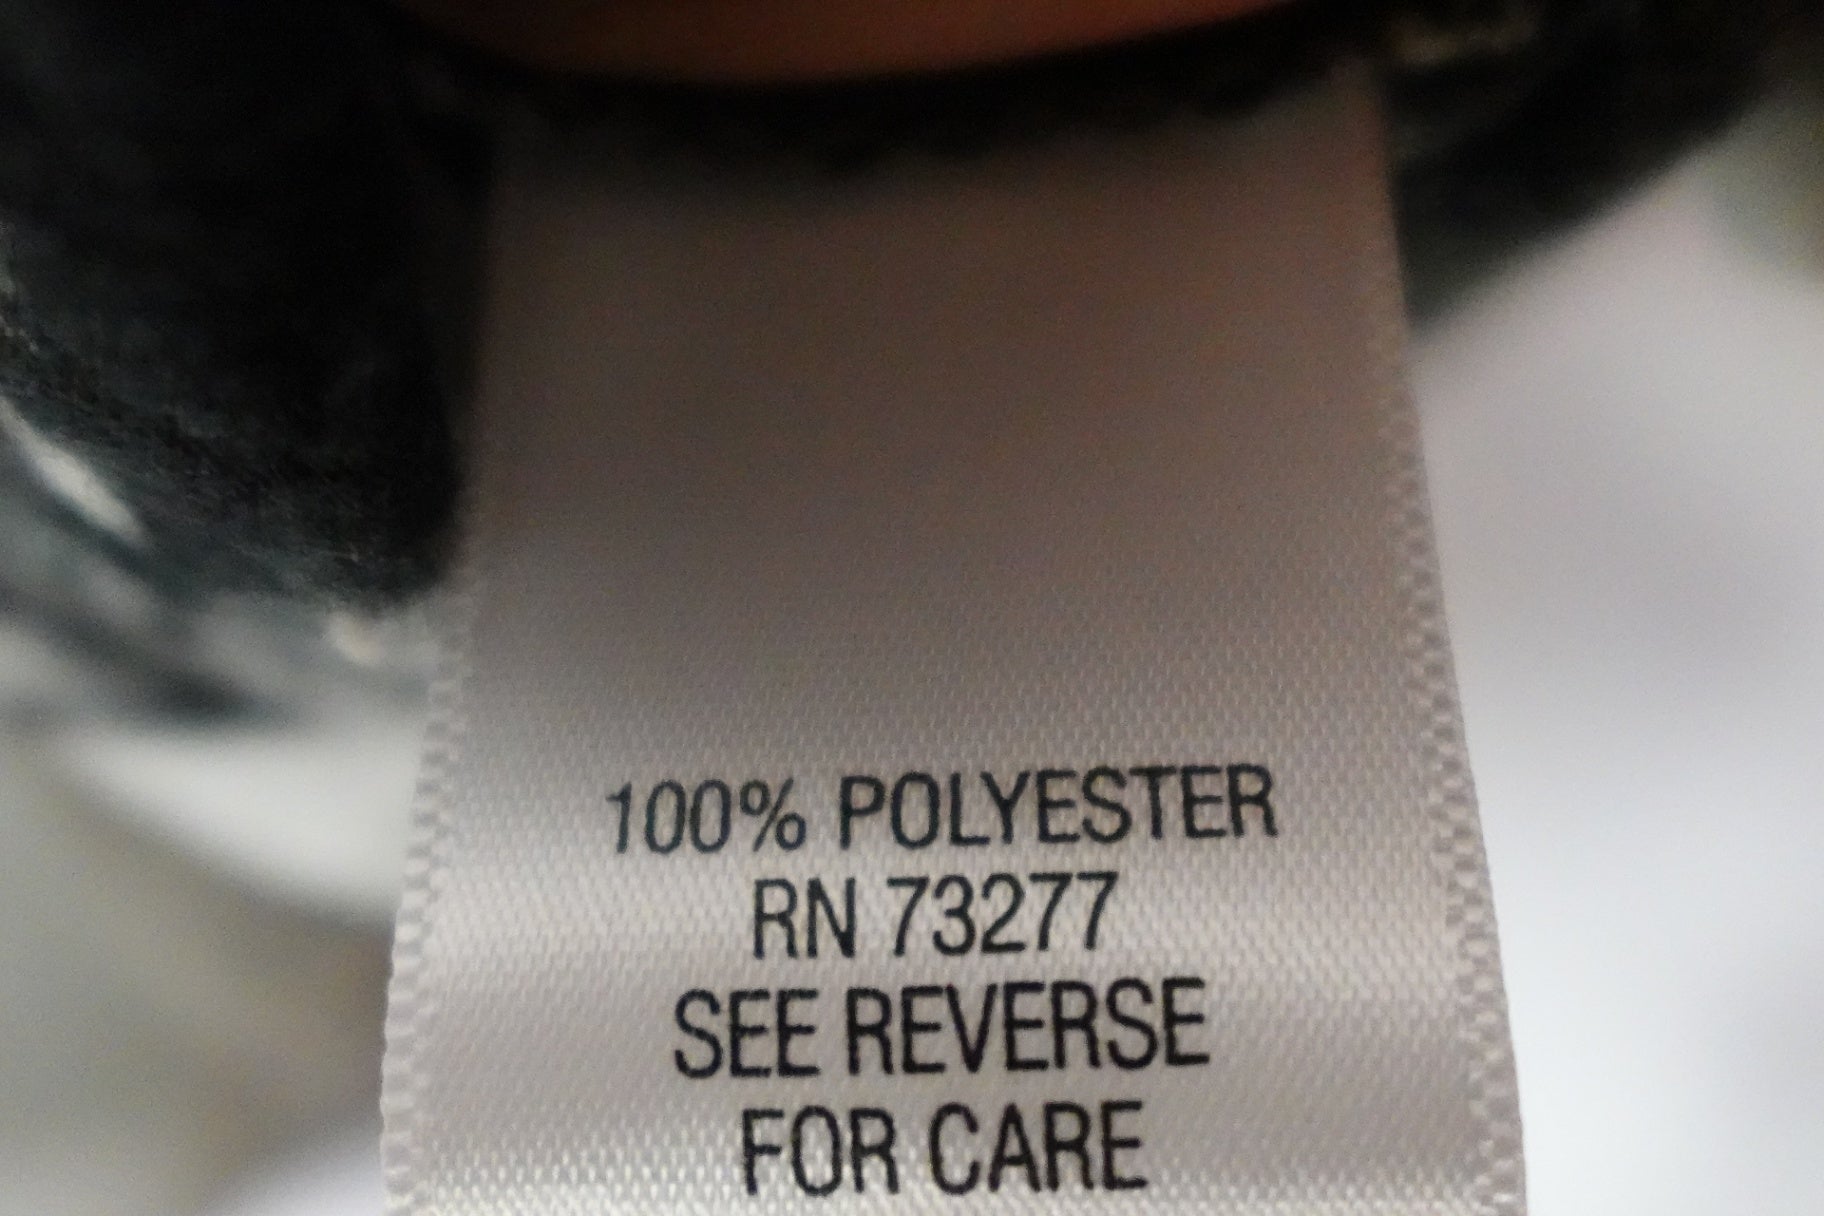 100% POLYESTER
RN 73277
SEE REVERSE
FOR CARE